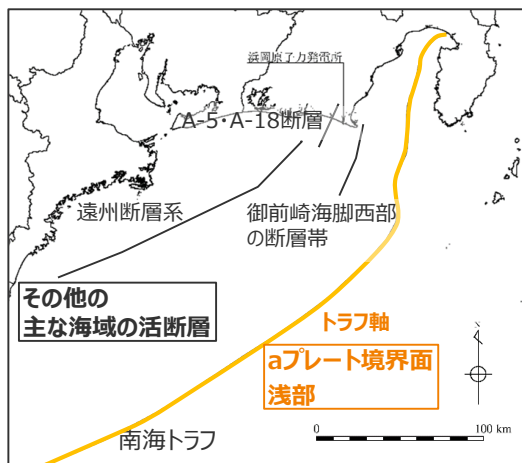 浜岡原子力発電所
A-5・A-18断層
遠州断層系
御前崎海脚西部
の断層帯
その他の
主な海域の活断層
トラフ軸
aプレート境界面
浅部
南海トラフ
N
0
100 km